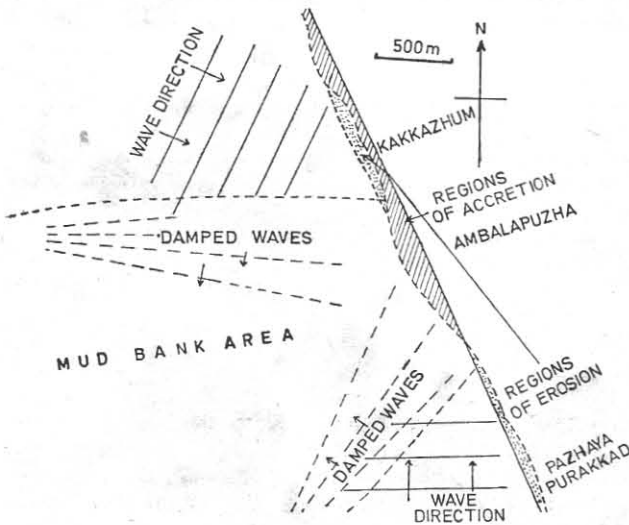 WAVE DIRECTION
500m
N
KAKKAZHUM
REGIONS
OF ACCRETION
AMBALAPUZHA
DAMPED WAVES
MUD BANK AREA
REGIONS
OF EROSION
DAMPED WAVES
PAZHAYA
PURAKKAD
WAVE
DIRECTION